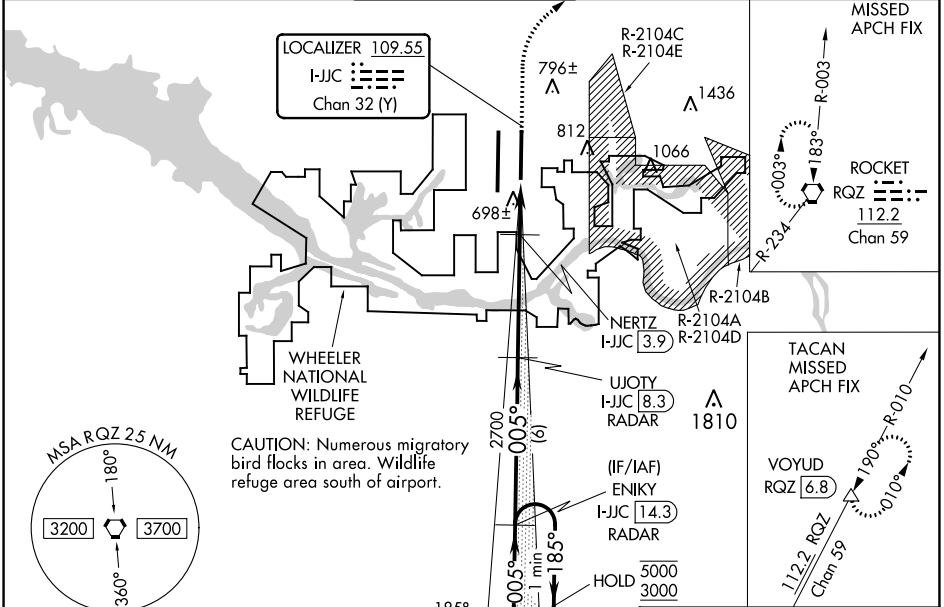 LOCALIZER 109.55
I-JJC
Chan 32 (Y)
R-2104C
R-2104E
796±
1436
812
1066
698±
MISSED
APCH FIX
R-003
003°
183°
ROCKET
RQZ
112.2
Chan 59
R-234
R-2104B
R-2104A
R-2104D
NERTZ
I-JJC 3.9
UJOTY
I-JJC 8.3
RADAR
1810
WHEELER
NATIONAL
WILDLIFE
REFUGE
2700
005°
(6)
CAUTION: Numerous migratory
bird flocks in area. Wildlife
refuge area south of airport.
TACAN
MISSED
APCH FIX
R-010
190°
010°
VOYUD
RQZ 6.8
112.2 RQZ
Chan 59
MSA RQZ 25 NM
180°
3200
3700
360°
(IF/IAF)
ENIKY
I-JJC 14.3
RADAR
005°
1 min
185°
HOLD 5000
3000